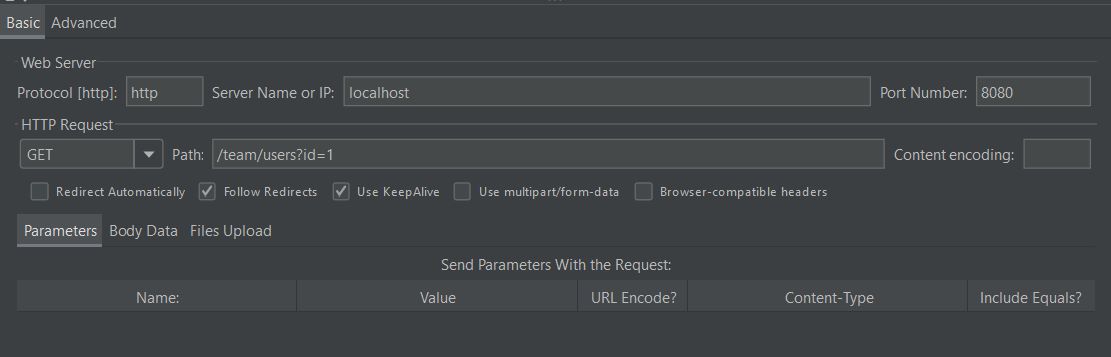 Basic Advanced
Web Server
Protocol [http]: http Server Name or IP: localhost Port Number: 8080
HTTP Request
GET Path: /team/users?id=1 Content encoding:
Redirect Automatically Follow Redirects Use KeepAlive Use multipart/form-data Browser-compatible headers
Parameters Body Data Files Upload
Send Parameters With the Request:
Name: Value URL Encode? Content-Type Include Equals?